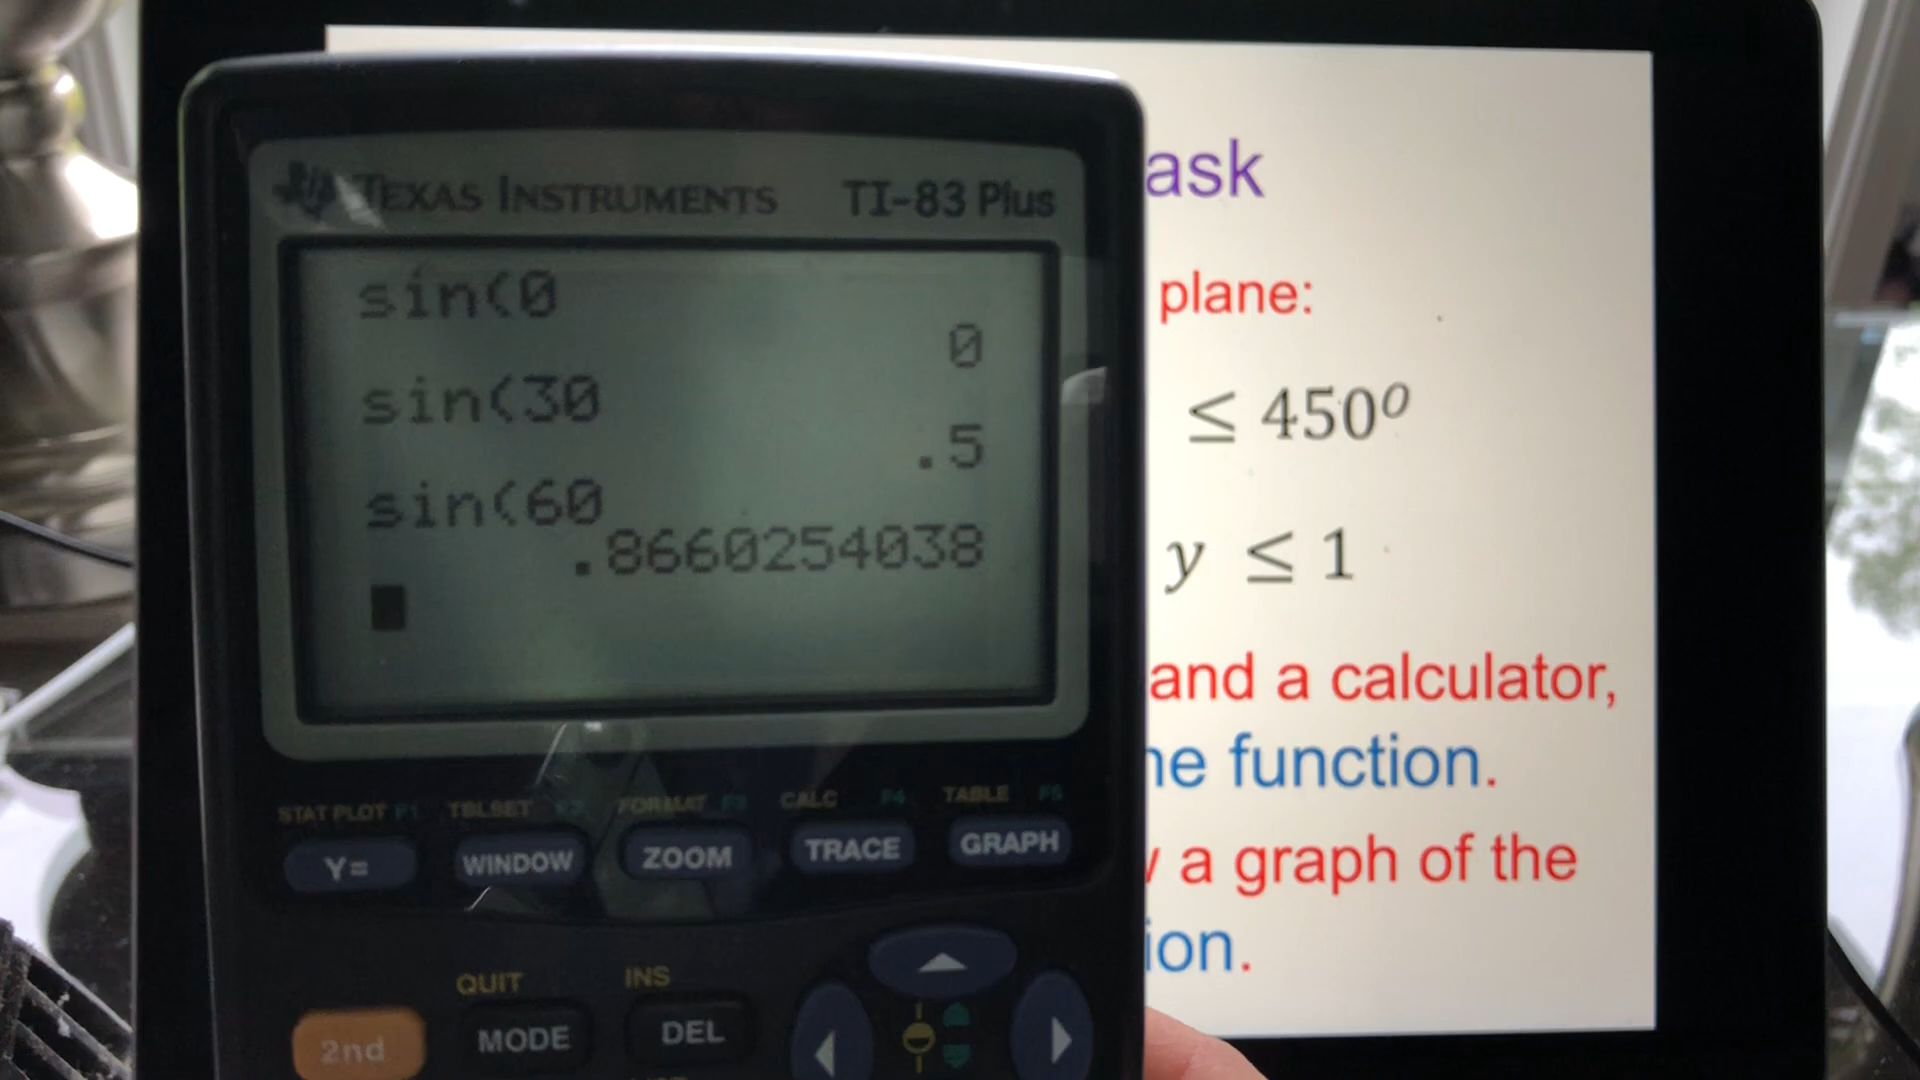 TEXAS INSTRUMENTS TI-83 Plus
sin(0
0
sin(30
.5
sin(60
.8660254038
STAT PLOT F1 TBLSET F2 FORMAT F3 CALC F4 TABLE F5
Y= WINDOW ZOOM TRACE GRAPH
QUIT INS
2nd MODE DEL
ask
plane:
≤ 450º
y ≤ 1
and a calculator,
he function.
a graph of the
ion.